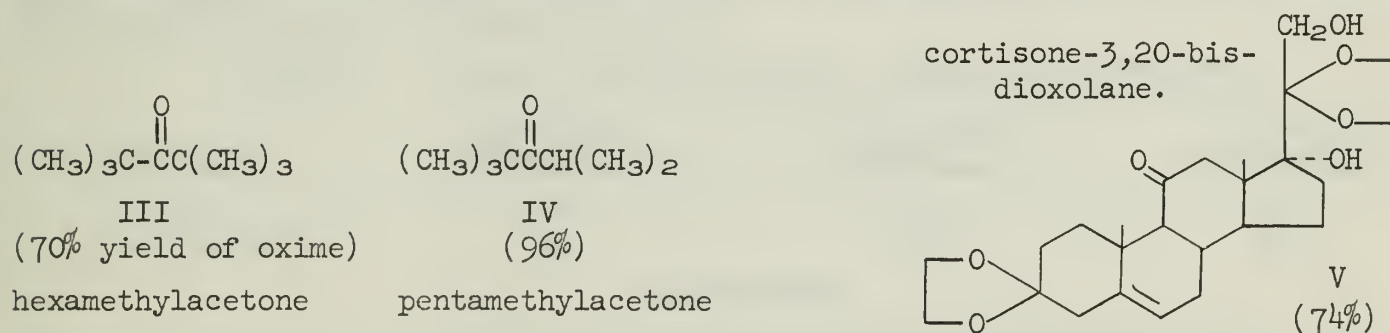 O
(CH3)3C-CC(CH3)3
III
(70% yield of oxime)
hexamethylacetone
O
(CH3)3CCCH(CH3)2
IV
(96%)
pentamethylacetone
cortisone-3,20-bis-
dioxolane.
CH2OH
O
O
O
--OH
O
O
V
(74%)